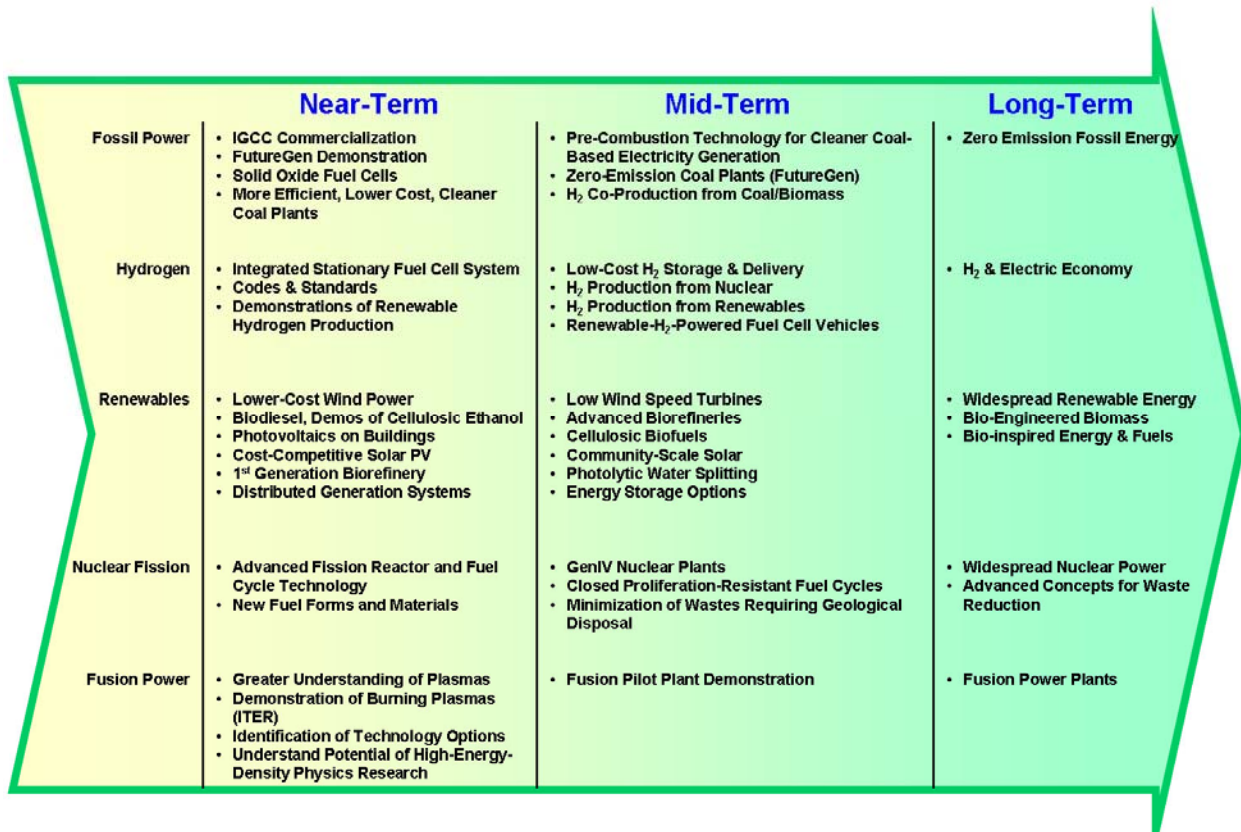 Near-Term
Mid-Term
Long-Term
Fossil Power
• IGCC Commercialization
• FutureGen Demonstration
• Solid Oxide Fuel Cells
• More Efficient, Lower Cost, Cleaner
Coal Plants
• Pre-Combustion Technology for Cleaner Coal-
Based Electricity Generation
• Zero-Emission Coal Plants (FutureGen)
• H₂ Co-Production from Coal/Biomass
• Zero Emission Fossil Energy
Hydrogen
• Integrated Stationary Fuel Cell System
• Codes & Standards
• Demonstrations of Renewable
Hydrogen Production
• Low-Cost H₂ Storage & Delivery
• H₂ Production from Nuclear
• H₂ Production from Renewables
• Renewable-H₂-Powered Fuel Cell Vehicles
• H₂ & Electric Economy
Renewables
• Lower-Cost Wind Power
• Biodiesel, Demos of Cellulosic Ethanol
• Photovoltaics on Buildings
• Cost-Competitive Solar PV
• 1st Generation Biorefinery
• Distributed Generation Systems
• Low Wind Speed Turbines
• Advanced Biorefineries
• Cellulosic Biofuels
• Community-Scale Solar
• Photolytic Water Splitting
• Energy Storage Options
• Widespread Renewable Energy
• Bio-Engineered Biomass
• Bio-inspired Energy & Fuels
Nuclear Fission
• Advanced Fission Reactor and Fuel
Cycle Technology
• New Fuel Forms and Materials
• GenIV Nuclear Plants
• Closed Proliferation-Resistant Fuel Cycles
• Minimization of Wastes Requiring Geological
Disposal
• Widespread Nuclear Power
• Advanced Concepts for Waste
Reduction
Fusion Power
• Greater Understanding of Plasmas
• Demonstration of Burning Plasmas
(ITER)
• Identification of Technology Options
• Understand Potential of High-Energy-
Density Physics Research
• Fusion Pilot Plant Demonstration
• Fusion Power Plants